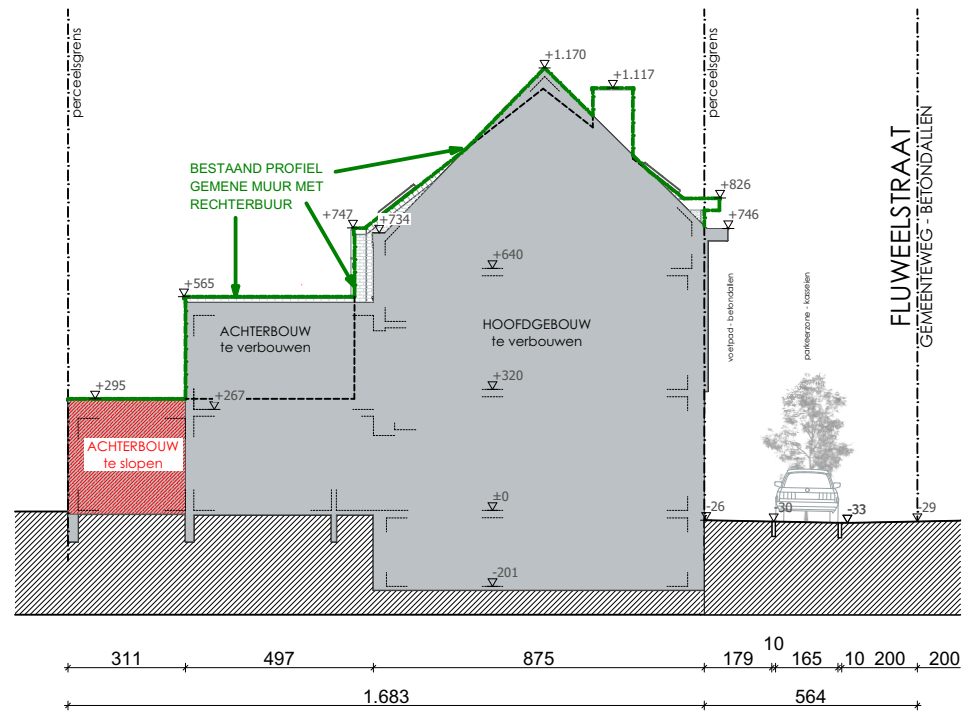 perceelsgrens
perceelsgrens
+1.170
+1.117
BESTAAND PROFIEL
GEMENE MUUR MET
RECHTERBUUR
+826
+747
+734
+746
+640
+565
ACHTERBOUW
te verbouwen
HOOFDGEBOUW
te verbouwen
voetpad - betondallen
parkeerzone - kasseien
FLUWEELSTRAAT
GEMEENTEWEG - BETONDALLEN
+295
+267
+320
ACHTERBOUW
te slopen
±0
-26
-30
-33
-29
-201
311
497
875
179
10
165
10
200
200
1.683
564